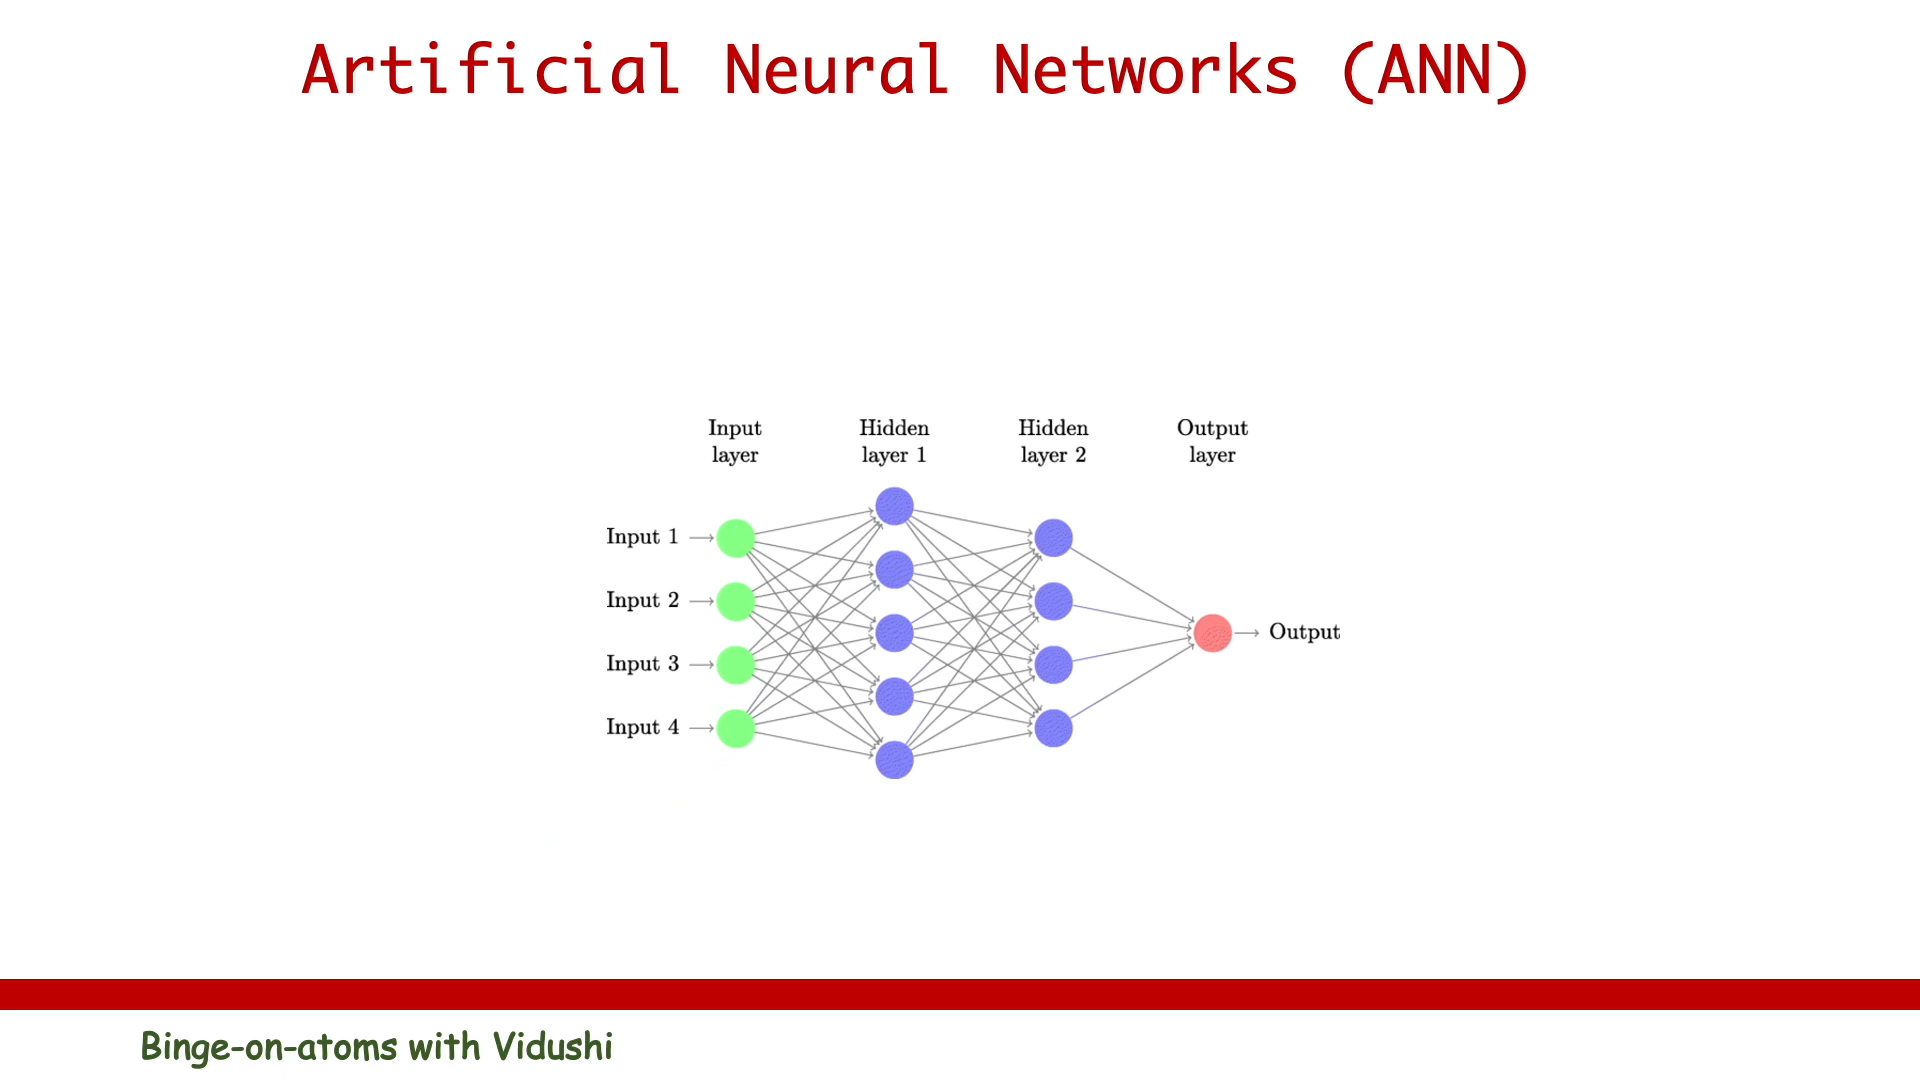 Artificial Neural Networks (ANN)
Input layer
Hidden layer 1
Hidden layer 2
Output layer
Input 1
Input 2
Input 3
Input 4
Output
Binge-on-atoms with Vidushi